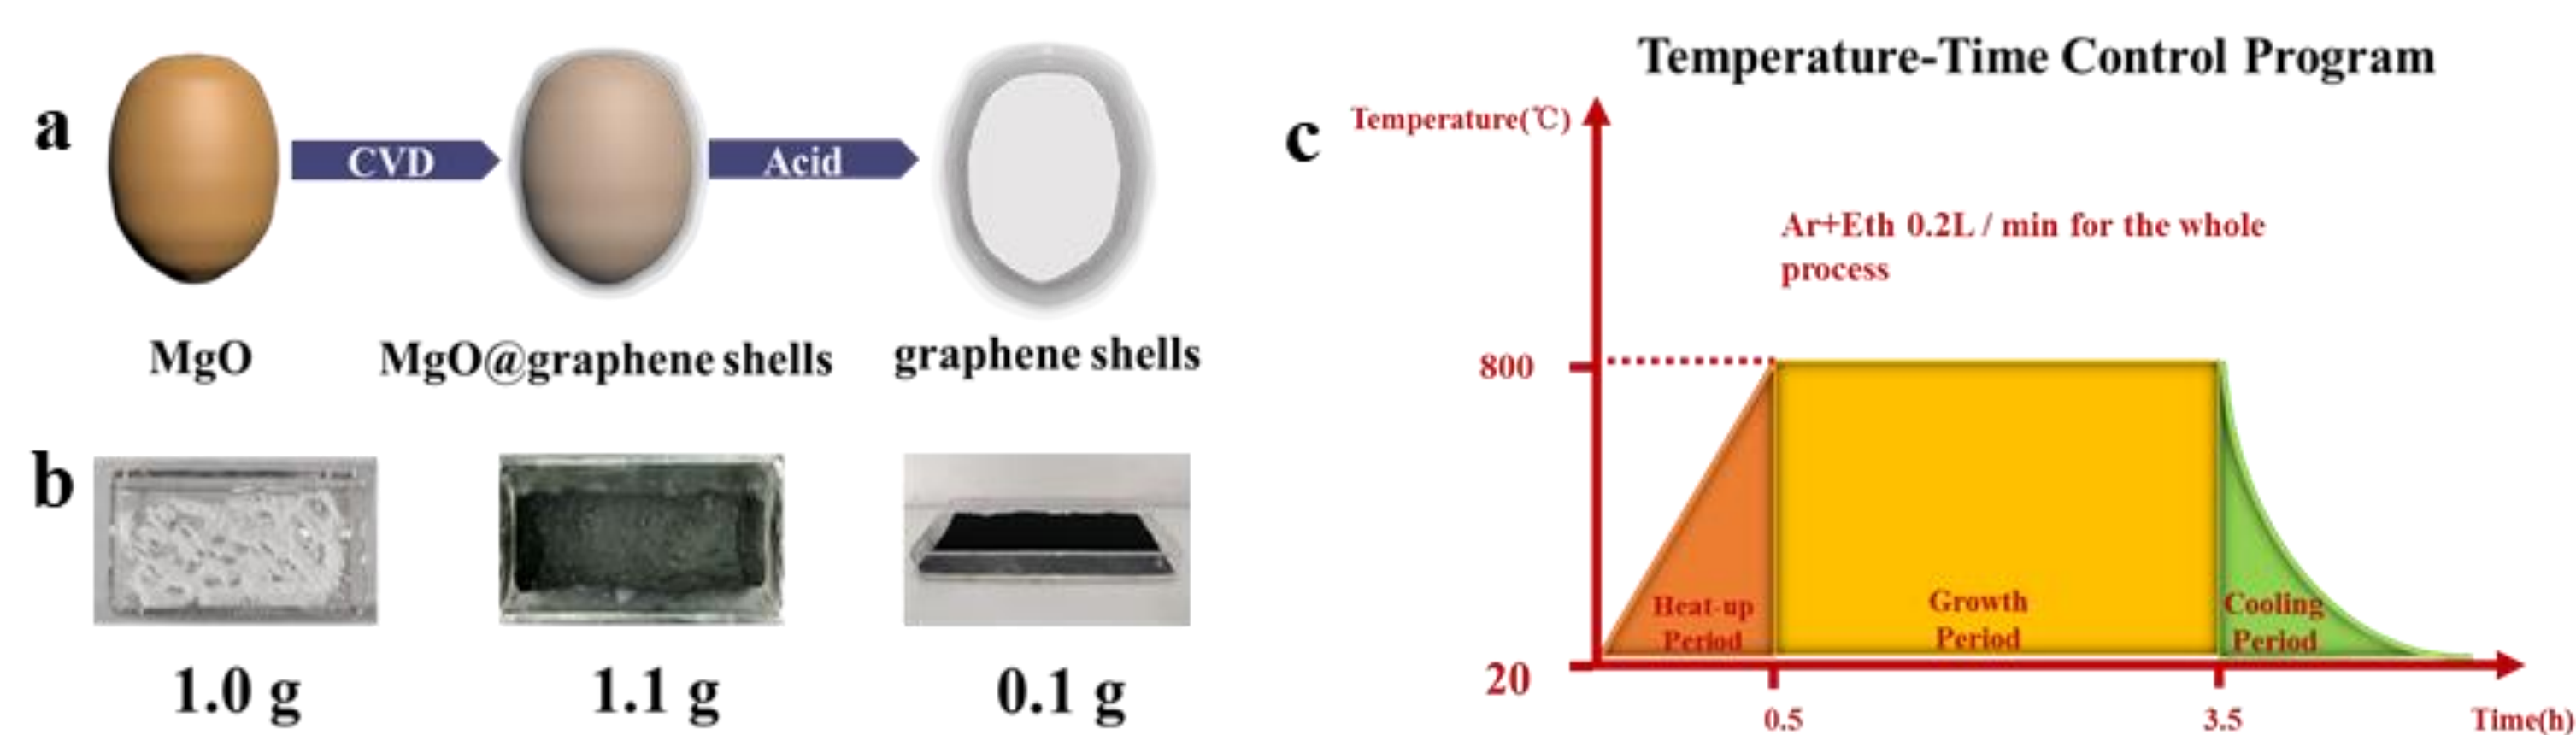 a
CVD
Acid
MgO
MgO@graphene shells
graphene shells
b
1.0 g
1.1 g
0.1 g
Temperature-Time Control Program
c
Temperature(℃)
Ar+Eth 0.2L / min for the whole
process
800
Heat-up
Period
Growth
Period
Cooling
Period
20
0.5
3.5
Time(h)